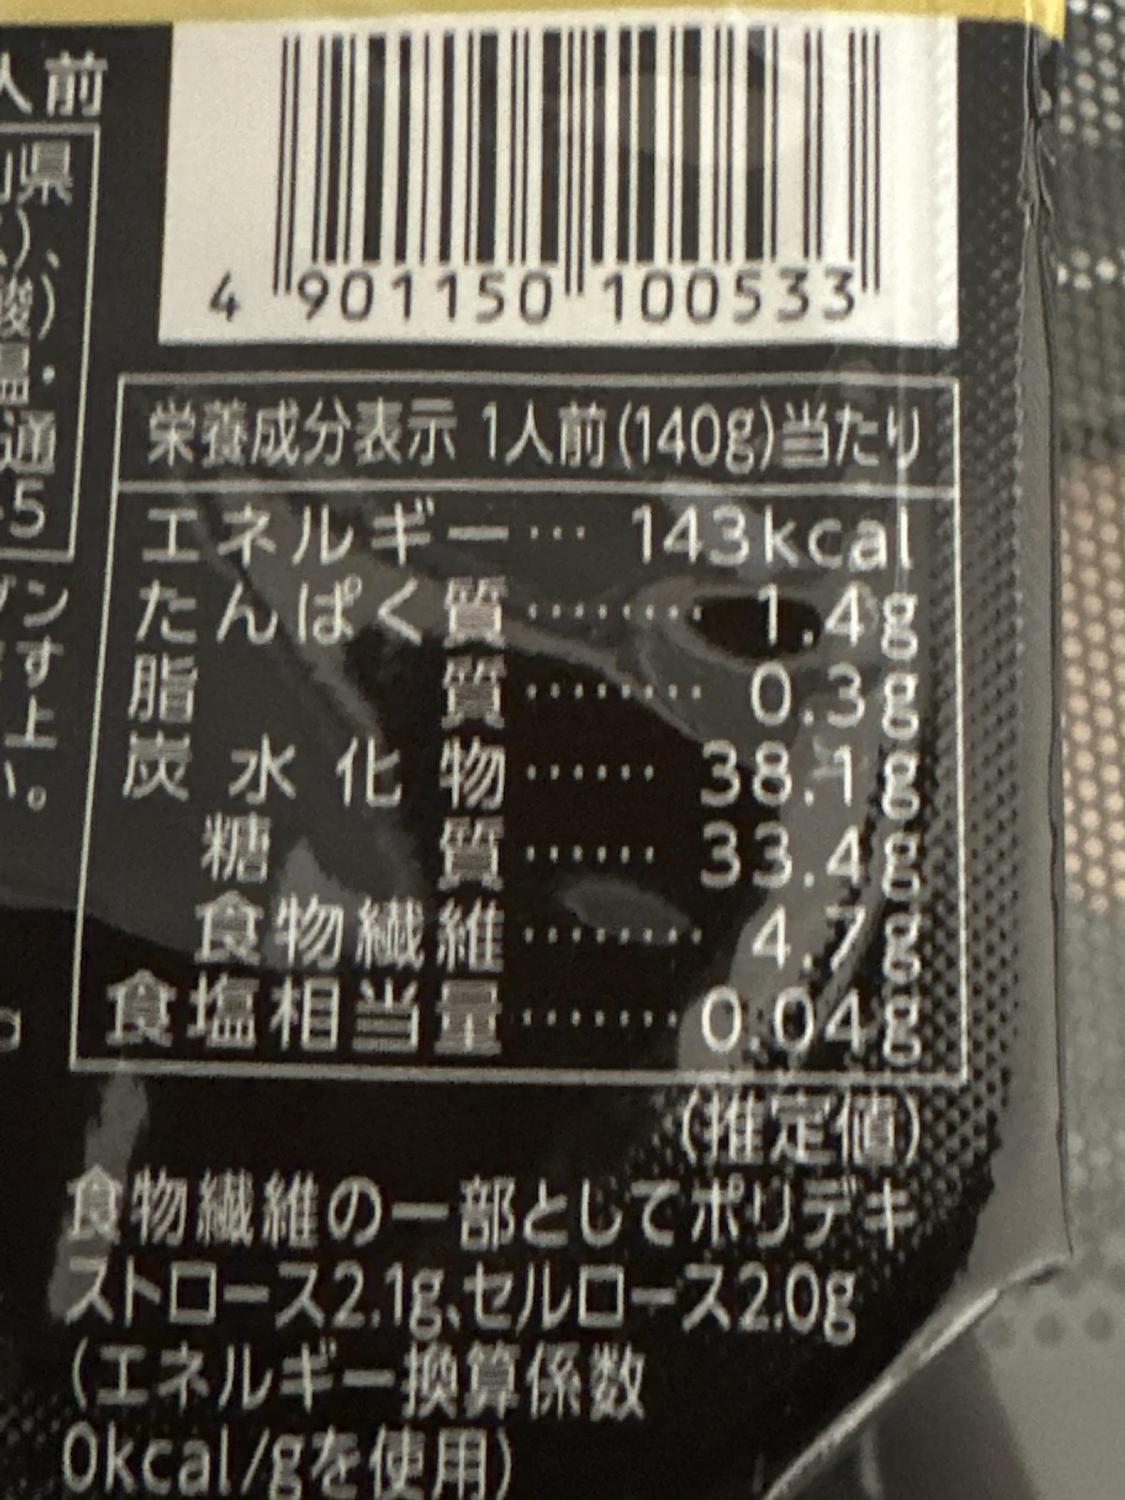 人前
県
通
5
4 901150 100533
栄養成分表示 1人前(140g)当たり
エネルギー… 143kcal
たんぱく質…… 1.4g
脂質…… 0.3g
炭水化物…… 38.1g
糖質…… 33.4g
食物繊維…… 4.7g
食塩相当量…… 0.04g
(推定値)
食物繊維の一部としてポリデキ
ストロース2.1g、セルロース2.0g
(エネルギー換算係数
0kcal/gを使用)